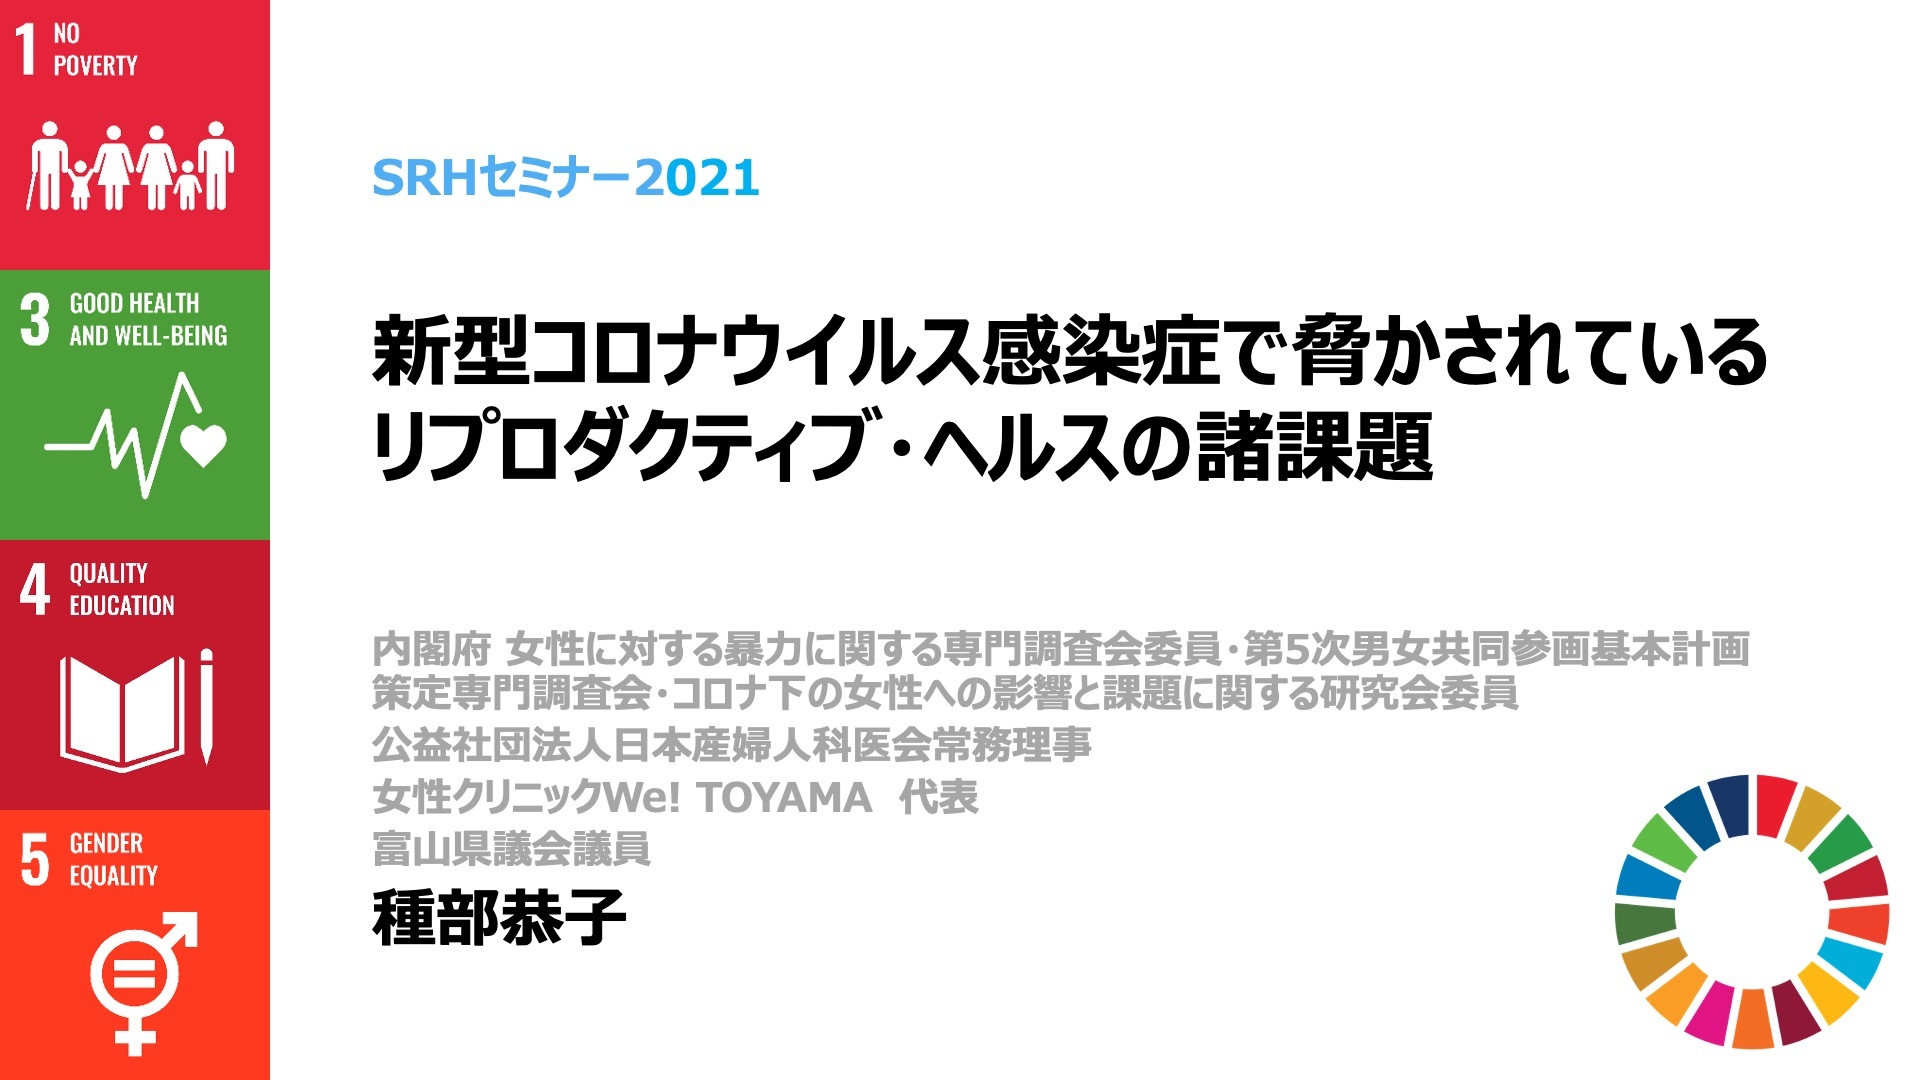 1 NO
POVERTY
3 GOOD HEALTH
AND WELL-BEING
4 QUALITY
EDUCATION
5 GENDER
EQUALITY
SRHセミナー2021
新型コロナウイルス感染症で脅かされている
リプロダクティブ・ヘルスの諸課題
内閣府 女性に対する暴力に関する専門調査会委員・第5次男女共同参画基本計画
策定専門調査会・コロナ下の女性への影響と課題に関する研究会委員
公益社団法人日本産婦人科医会常務理事
女性クリニックWe! TOYAMA 代表
富山県議会議員
種部恭子